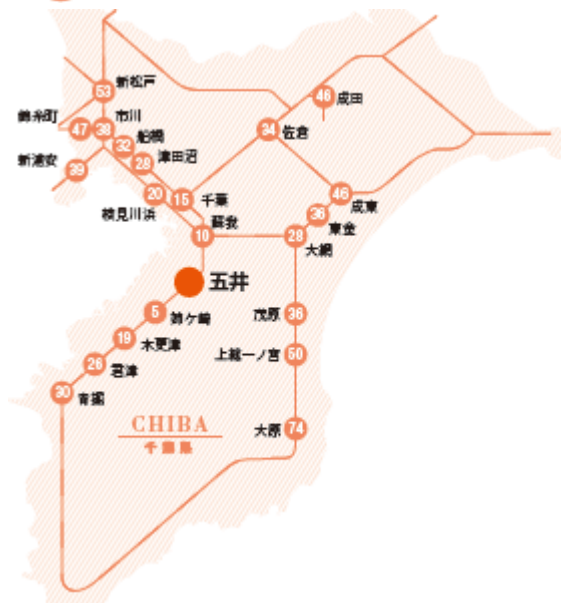 53 新松戸
46 成田
錦糸町 47 38 市川
34 佐倉
32 船橋
28 津田沼
新浦安 39
20 検見川浜
15 千葉
46 成東
36 東金
10 蘇我
28 大網
五井
5 姉ケ崎
茂原 36
19 木更津
上総一ノ宮 50
26 君津
30 青堀
CHIBA
千葉県
大原 74